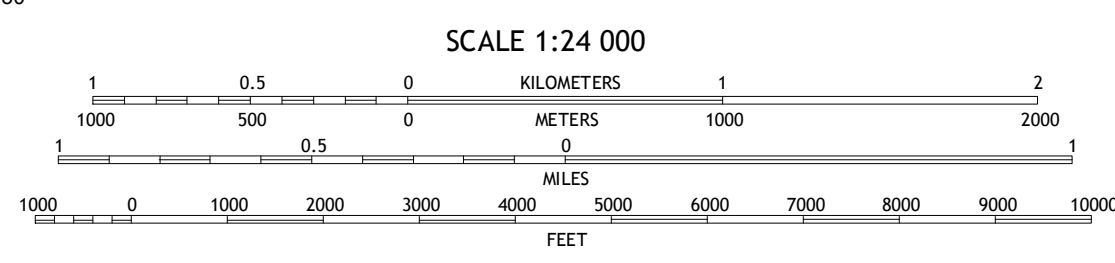 SCALE 1:24 000
1 0.5 0 KILOMETERS 1 2
1000 500 0 METERS 1000 2000
1 0.5 0 1
MILES
1000 0 1000 2000 3000 4000 5000 6000 7000 8000 9000 10000
FEET